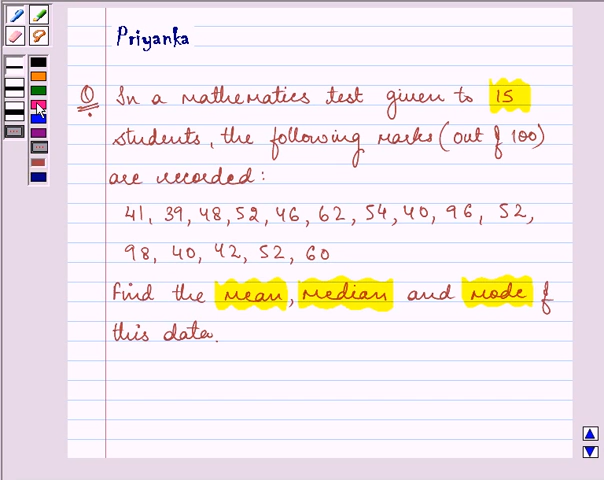 Priyanka
Q In a mathematics test given to 15
students, the following marks (out of 100)
are recorded:
41, 39, 48, 52, 46, 62, 54, 40, 96, 52,
98, 40, 42, 52, 60
Find the mean, median and mode of
this data.